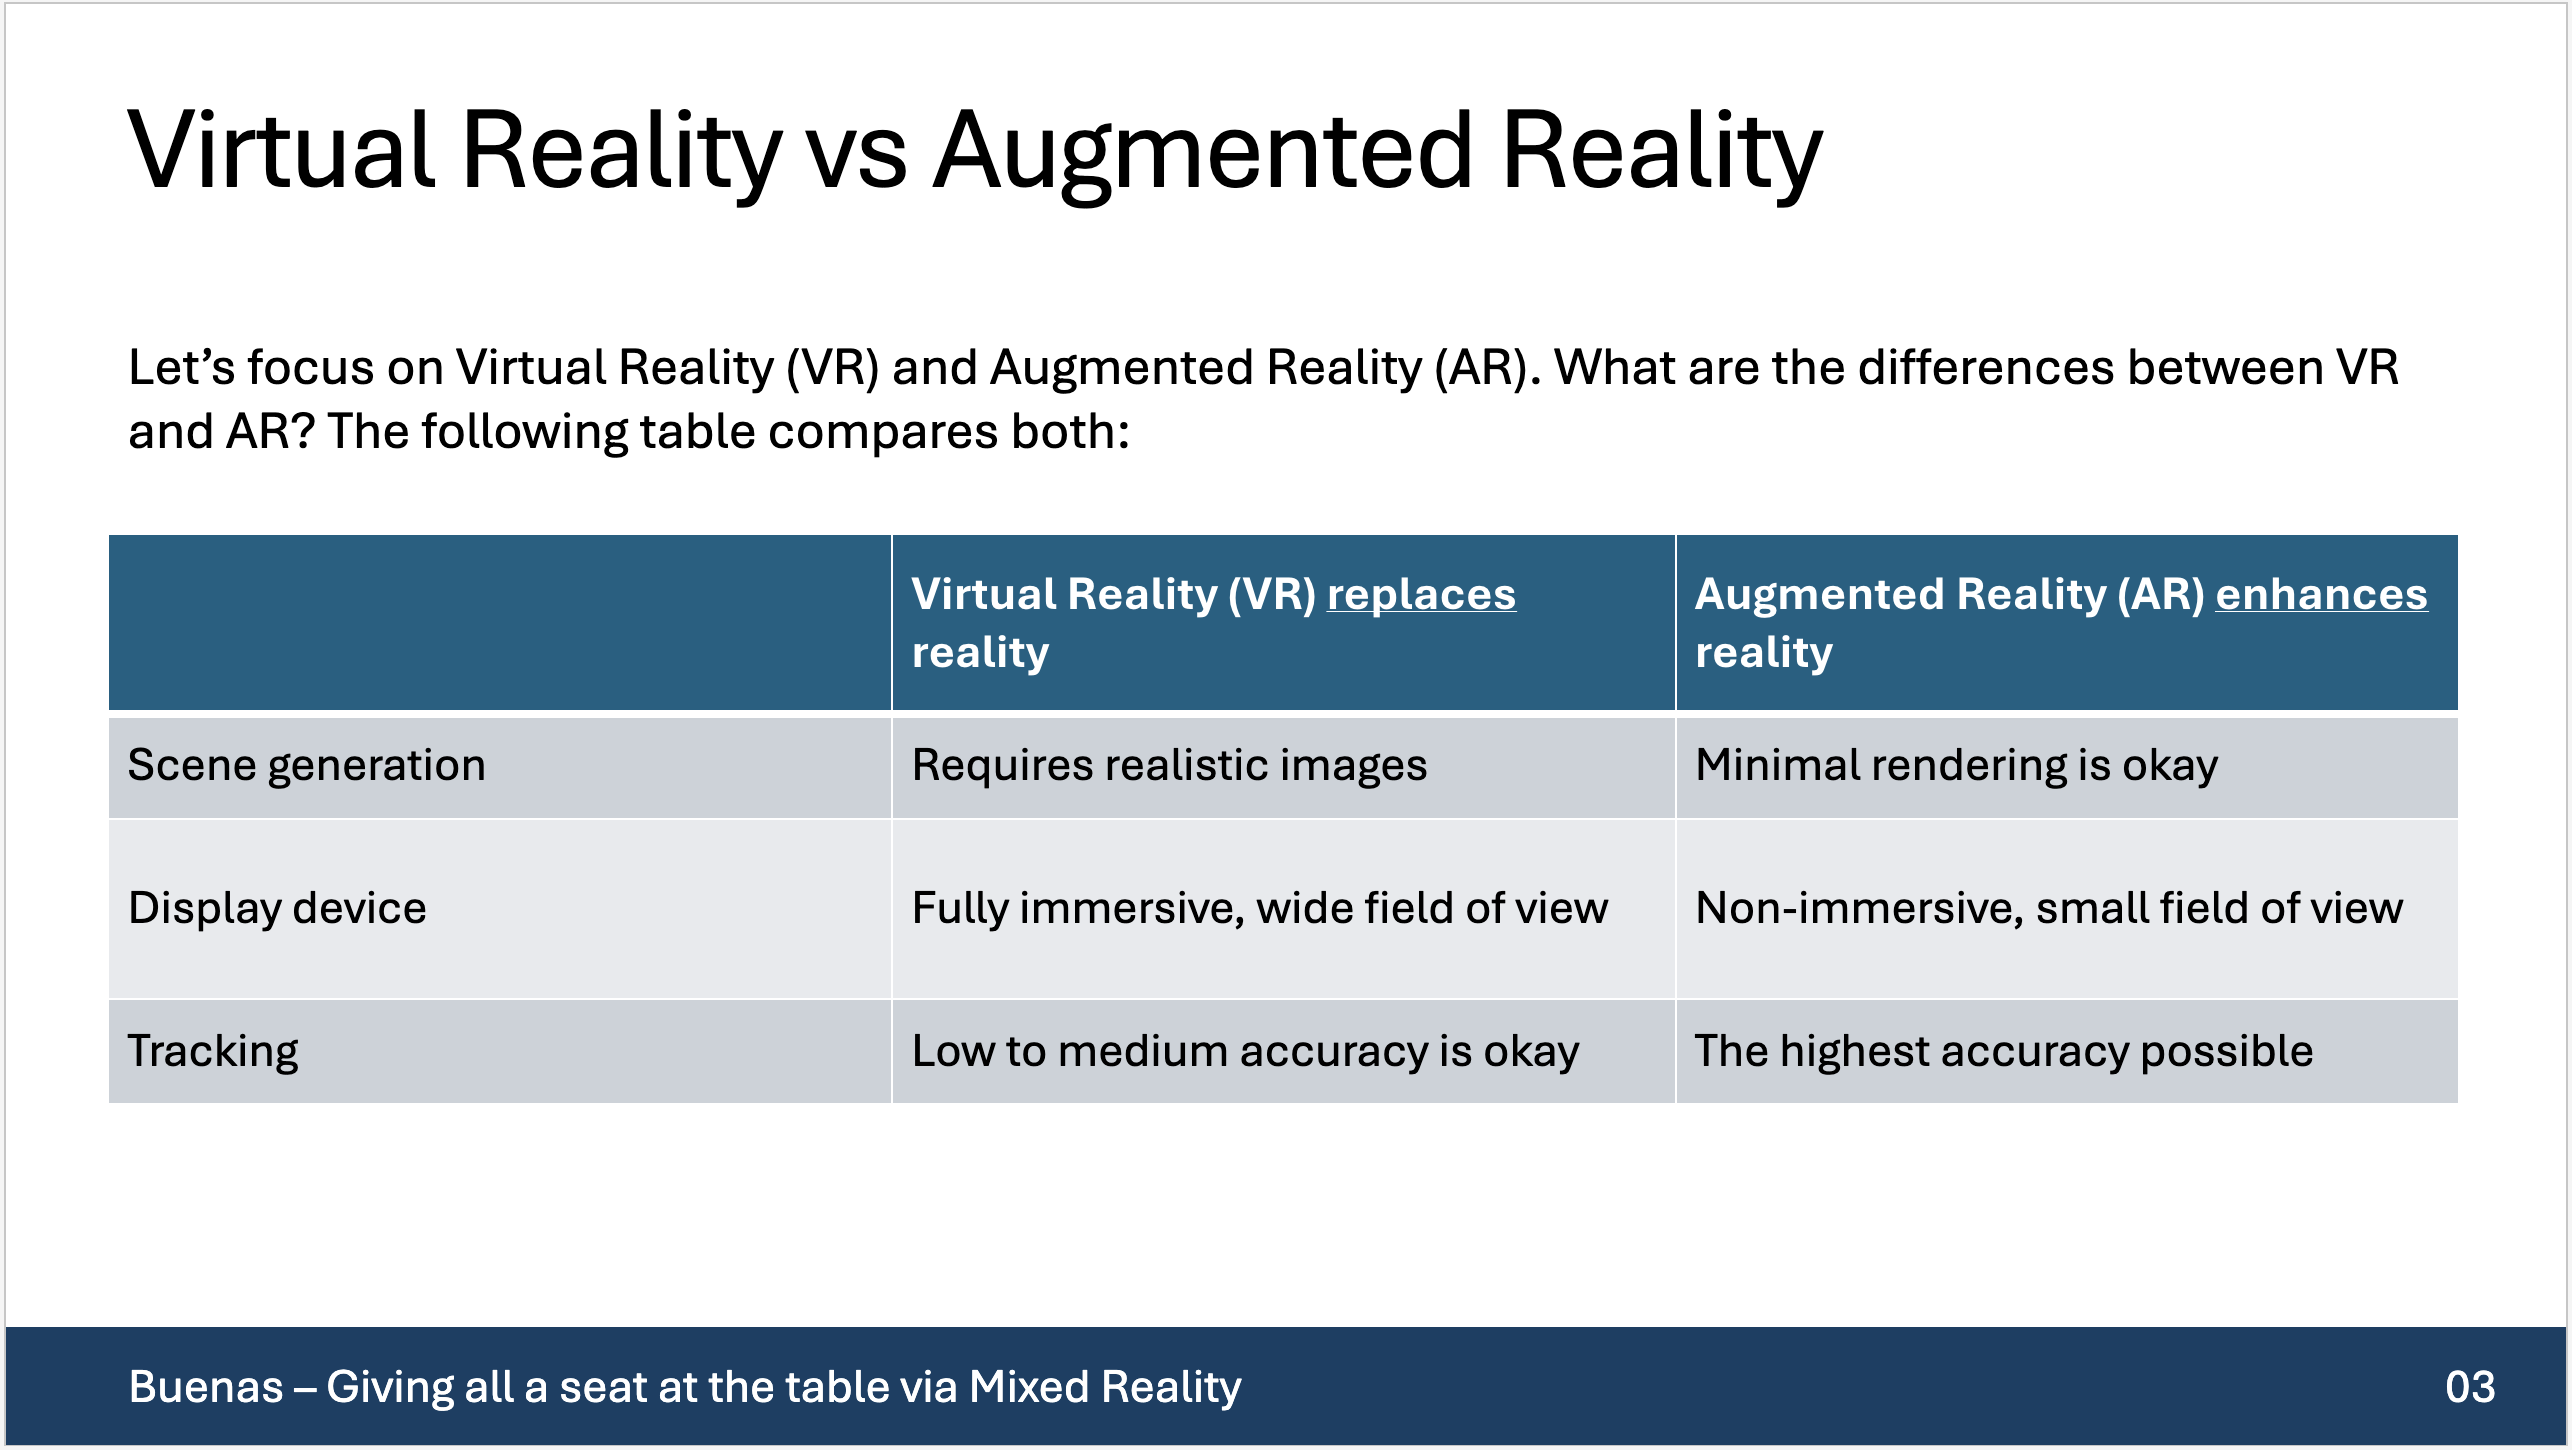 Virtual Reality vs Augmented Reality
Let’s focus on Virtual Reality (VR) and Augmented Reality (AR). What are the differences between VR
and AR? The following table compares both:
Virtual Reality (VR) replaces
reality
Augmented Reality (AR) enhances
reality
Scene generation
Requires realistic images
Minimal rendering is okay
Display device
Fully immersive, wide field of view
Non-immersive, small field of view
Tracking
Low to medium accuracy is okay
The highest accuracy possible
Buenas – Giving all a seat at the table via Mixed Reality
03